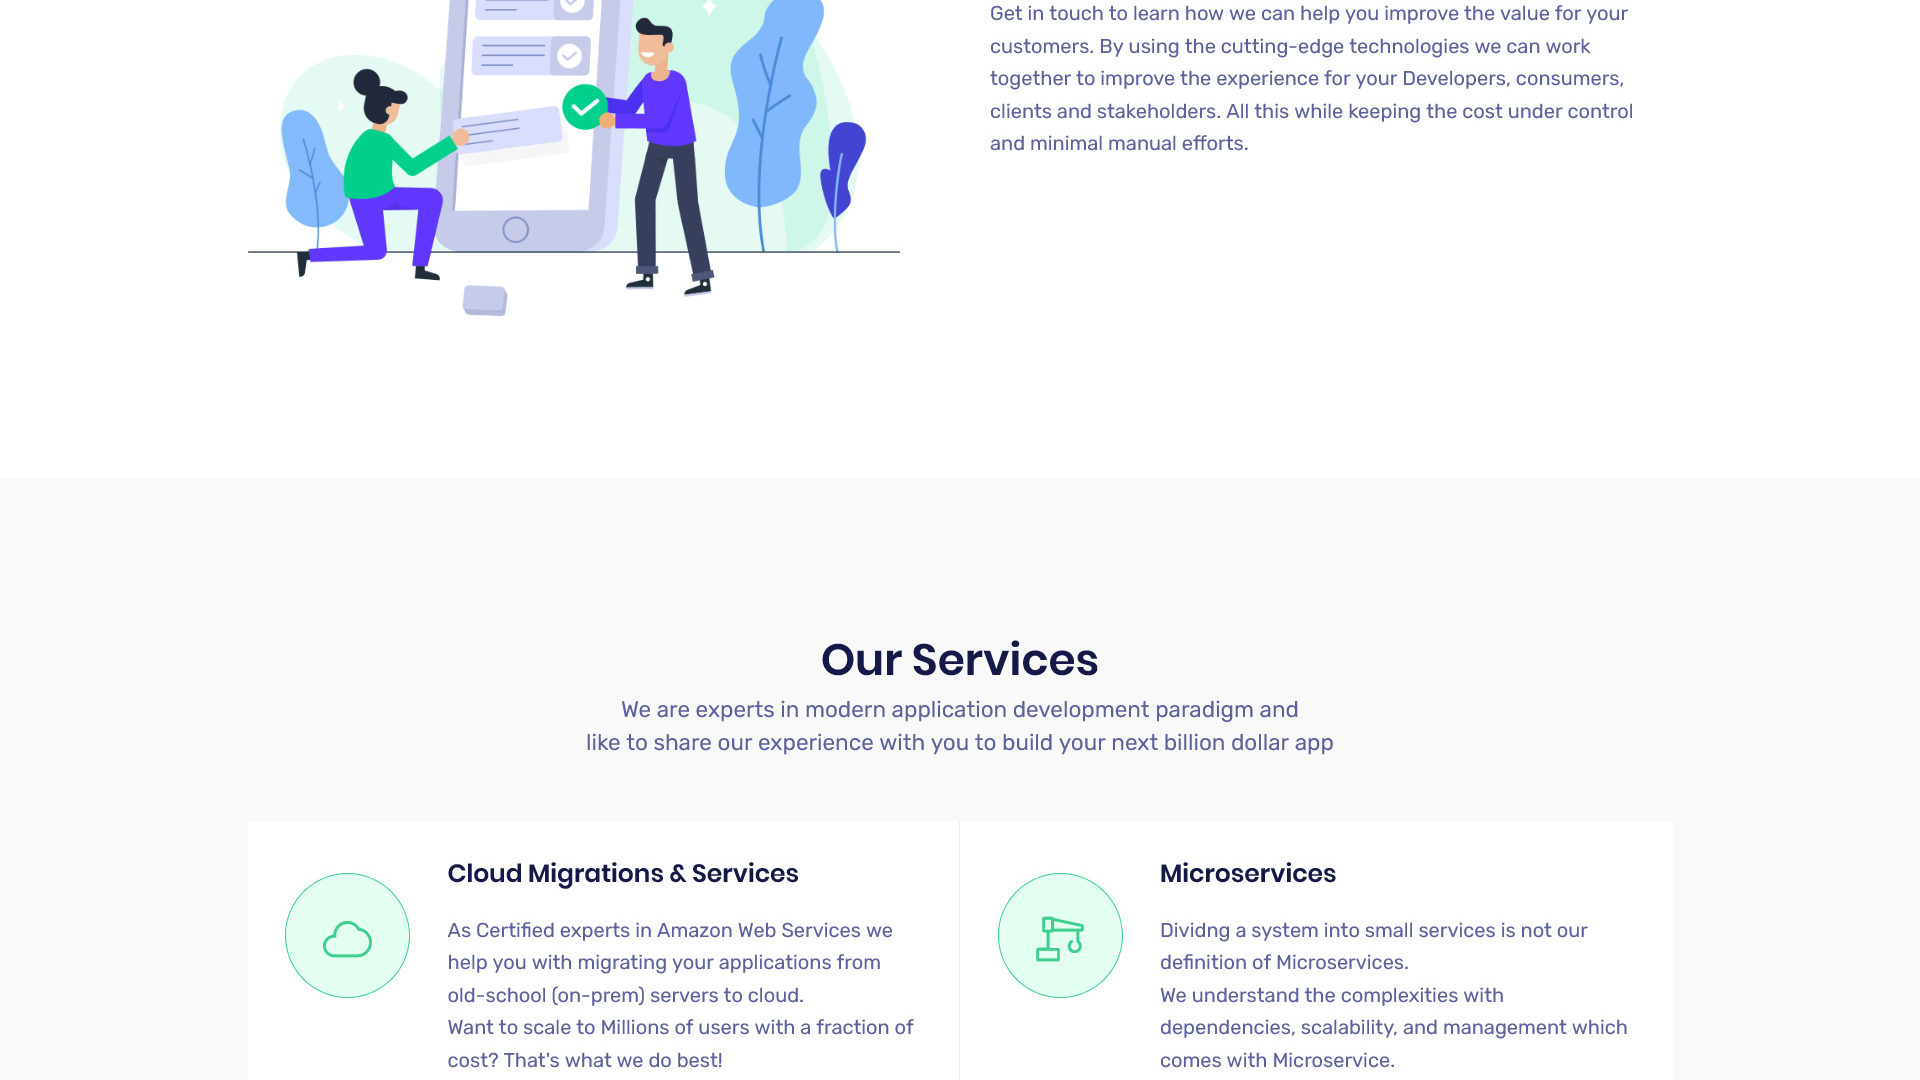 Get in touch to learn how we can help you improve the value for your
customers. By using the cutting-edge technologies we can work
together to improve the experience for your Developers, consumers,
clients and stakeholders. All this while keeping the cost under control
and minimal manual efforts.
Our Services
We are experts in modern application development paradigm and
like to share our experience with you to build your next billion dollar app
Cloud Migrations & Services
As Certified experts in Amazon Web Services we
help you with migrating your applications from
old-school (on-prem) servers to cloud.
Want to scale to Millions of users with a fraction of
cost? That's what we do best!
Microservices
Dividng a system into small services is not our
definition of Microservices.
We understand the complexities with
dependencies, scalability, and management which
comes with Microservice.